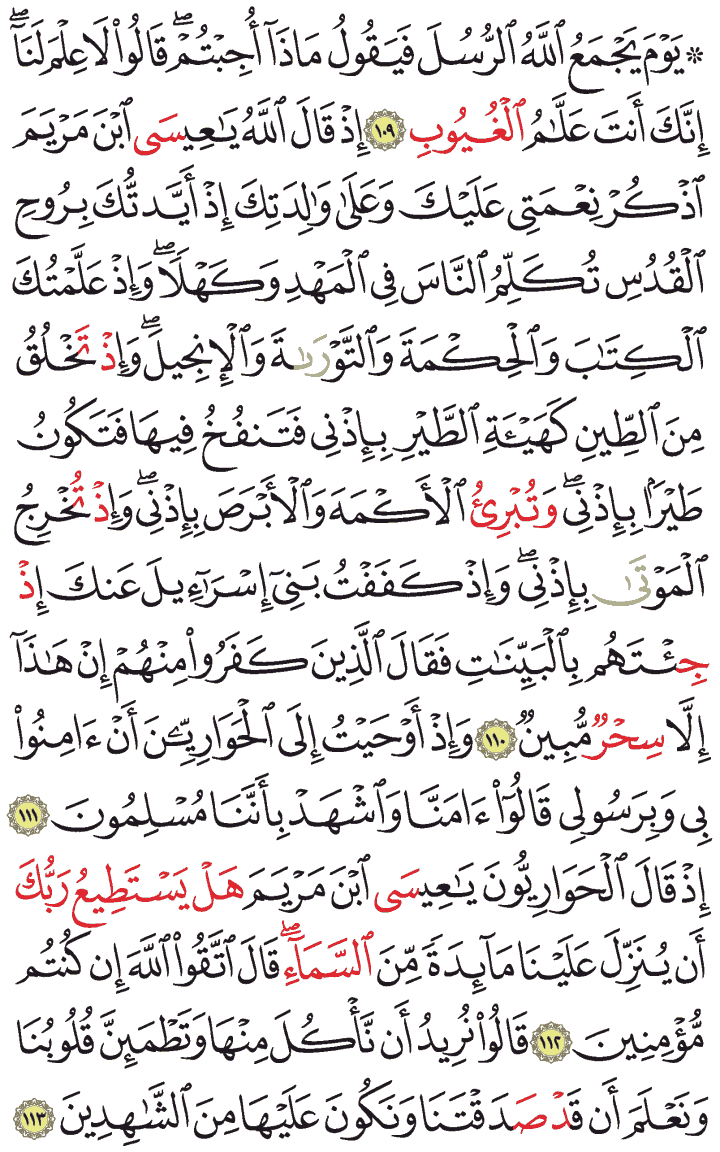 ۞ يَوْمَ يَجْمَعُ ٱللَّهُ ٱلرُّسُلَ فَيَقُولُ مَاذَآ أُجِبْتُمْۖ قَالُوا۟ لَا عِلْمَ لَنَآۖ
إِنَّكَ أَنتَ عَلَّـٰمُ ٱلْغُيُوبِ ١٠٩ إِذْ قَالَ ٱللَّهُ يَـٰعِيسَى ٱبْنَ مَرْيَمَ
ٱذْكُرْ نِعْمَتِى عَلَيْكَ وَعَلَىٰ وَٰلِدَتِكَ إِذْ أَيَّدتُّكَ بِرُوحِ
ٱلْقُدُسِ تُكَلِّمُ ٱلنَّاسَ فِى ٱلْمَهْدِ وَكَهْلًاۖ وَإِذْ عَلَّمْتُكَ
ٱلْكِتَـٰبَ وَٱلْحِكْمَةَ وَٱلتَّوْرَىٰةَ وَٱلْإِنجِيلَۖ وَإِذْ تَخْلُقُ
مِنَ ٱلطِّينِ كَهَيْـَٔةِ ٱلطَّيْرِ بِإِذْنِى فَتَنفُخُ فِيهَا فَتَكُونُ
طَيْرًۢا بِإِذْنِىۖ وَتُبْرِئُ ٱلْأَكْمَهَ وَٱلْأَبْرَصَ بِإِذْنِىۖ وَإِذْ تُخْرِجُ
ٱلْمَوْتَىٰ بِإِذْنِىۖ وَإِذْ كَفَفْتُ بَنِىٓ إِسْرَٰٓءِيلَ عَنكَ إِذْ
جِئْتَهُم بِٱلْبَيِّنَـٰتِ فَقَالَ ٱلَّذِينَ كَفَرُوا۟ مِنْهُمْ إِنْ هَـٰذَآ
إِلَّا سِحْرٌ مُّبِينٌ ١١٠ وَإِذْ أَوْحَيْتُ إِلَى ٱلْحَوَارِيِّـۧنَ أَنْ ءَامِنُوا۟
بِى وَبِرَسُولِى قَالُوٓا۟ ءَامَنَّا وَٱشْهَدْ بِأَنَّنَا مُسْلِمُونَ ١١١
إِذْ قَالَ ٱلْحَوَارِيُّونَ يَـٰعِيسَى ٱبْنَ مَرْيَمَ هَلْ يَسْتَطِيعُ رَبُّكَ
أَن يُنَزِّلَ عَلَيْنَا مَآئِدَةً مِّنَ ٱلسَّمَآءِۖ قَالَ ٱتَّقُوا۟ ٱللَّهَ إِن كُنتُم
مُّؤْمِنِينَ ١١٢ قَالُوا۟ نُرِيدُ أَن نَّأْكُلَ مِنْهَا وَتَطْمَئِنَّ قُلُوبُنَا
وَنَعْلَمَ أَن قَدْ صَدَقْتَنَا وَنَكُونَ عَلَيْهَا مِنَ ٱلشَّـٰهِدِينَ ١١٣